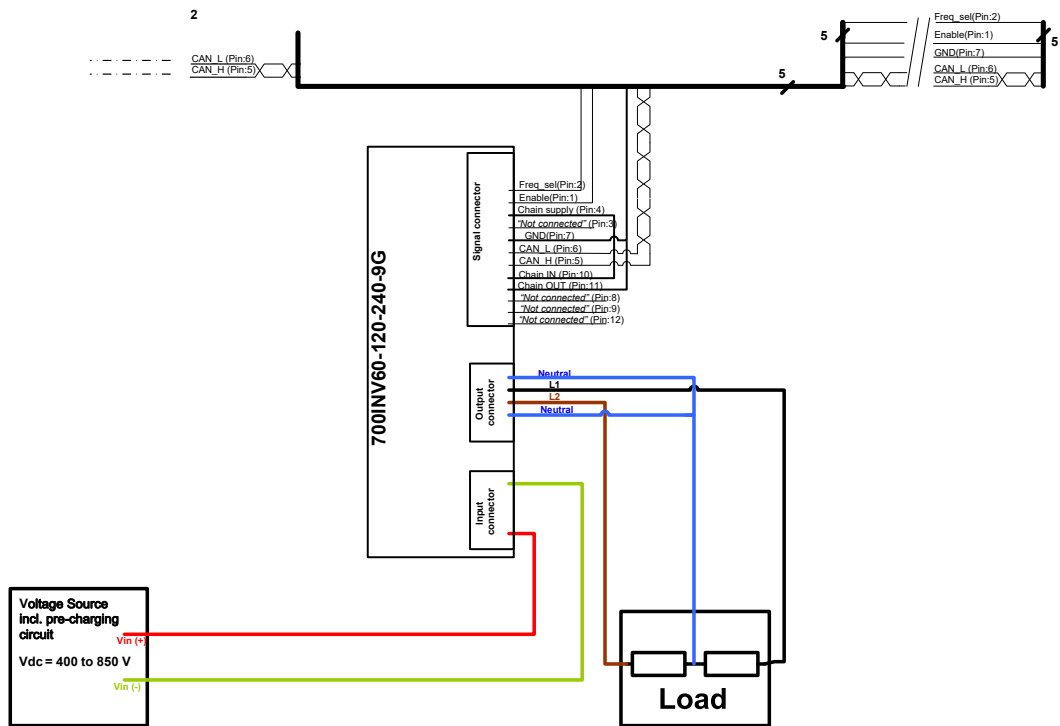 2
CAN_L (Pin:6)
CAN_H (Pin:5)
5
5
Freq_sel(Pin:2)
Enable(Pin:1)
GND(Pin:7)
CAN_L (Pin:6)
CAN_H (Pin:5)
5
700INV60-120-240-9G
Signal connector
Freq_sel(Pin:2)
Enable(Pin:1)
Chain supply (Pin:4)
"Not connected" (Pin:3)
GND(Pin:7)
CAN_L (Pin:6)
CAN_H (Pin:5)
Chain IN (Pin:10)
Chain OUT (Pin:11)
"Not connected" (Pin:8)
"Not connected" (Pin:9)
"Not connected" (Pin:12)
Output
connector
Neutral
L1
L2
Neutral
Input
connector
Voltage Source
incl. pre-charging
circuit
Vin (+)
Vdc = 400 to 850 V
Vin (-)
Load